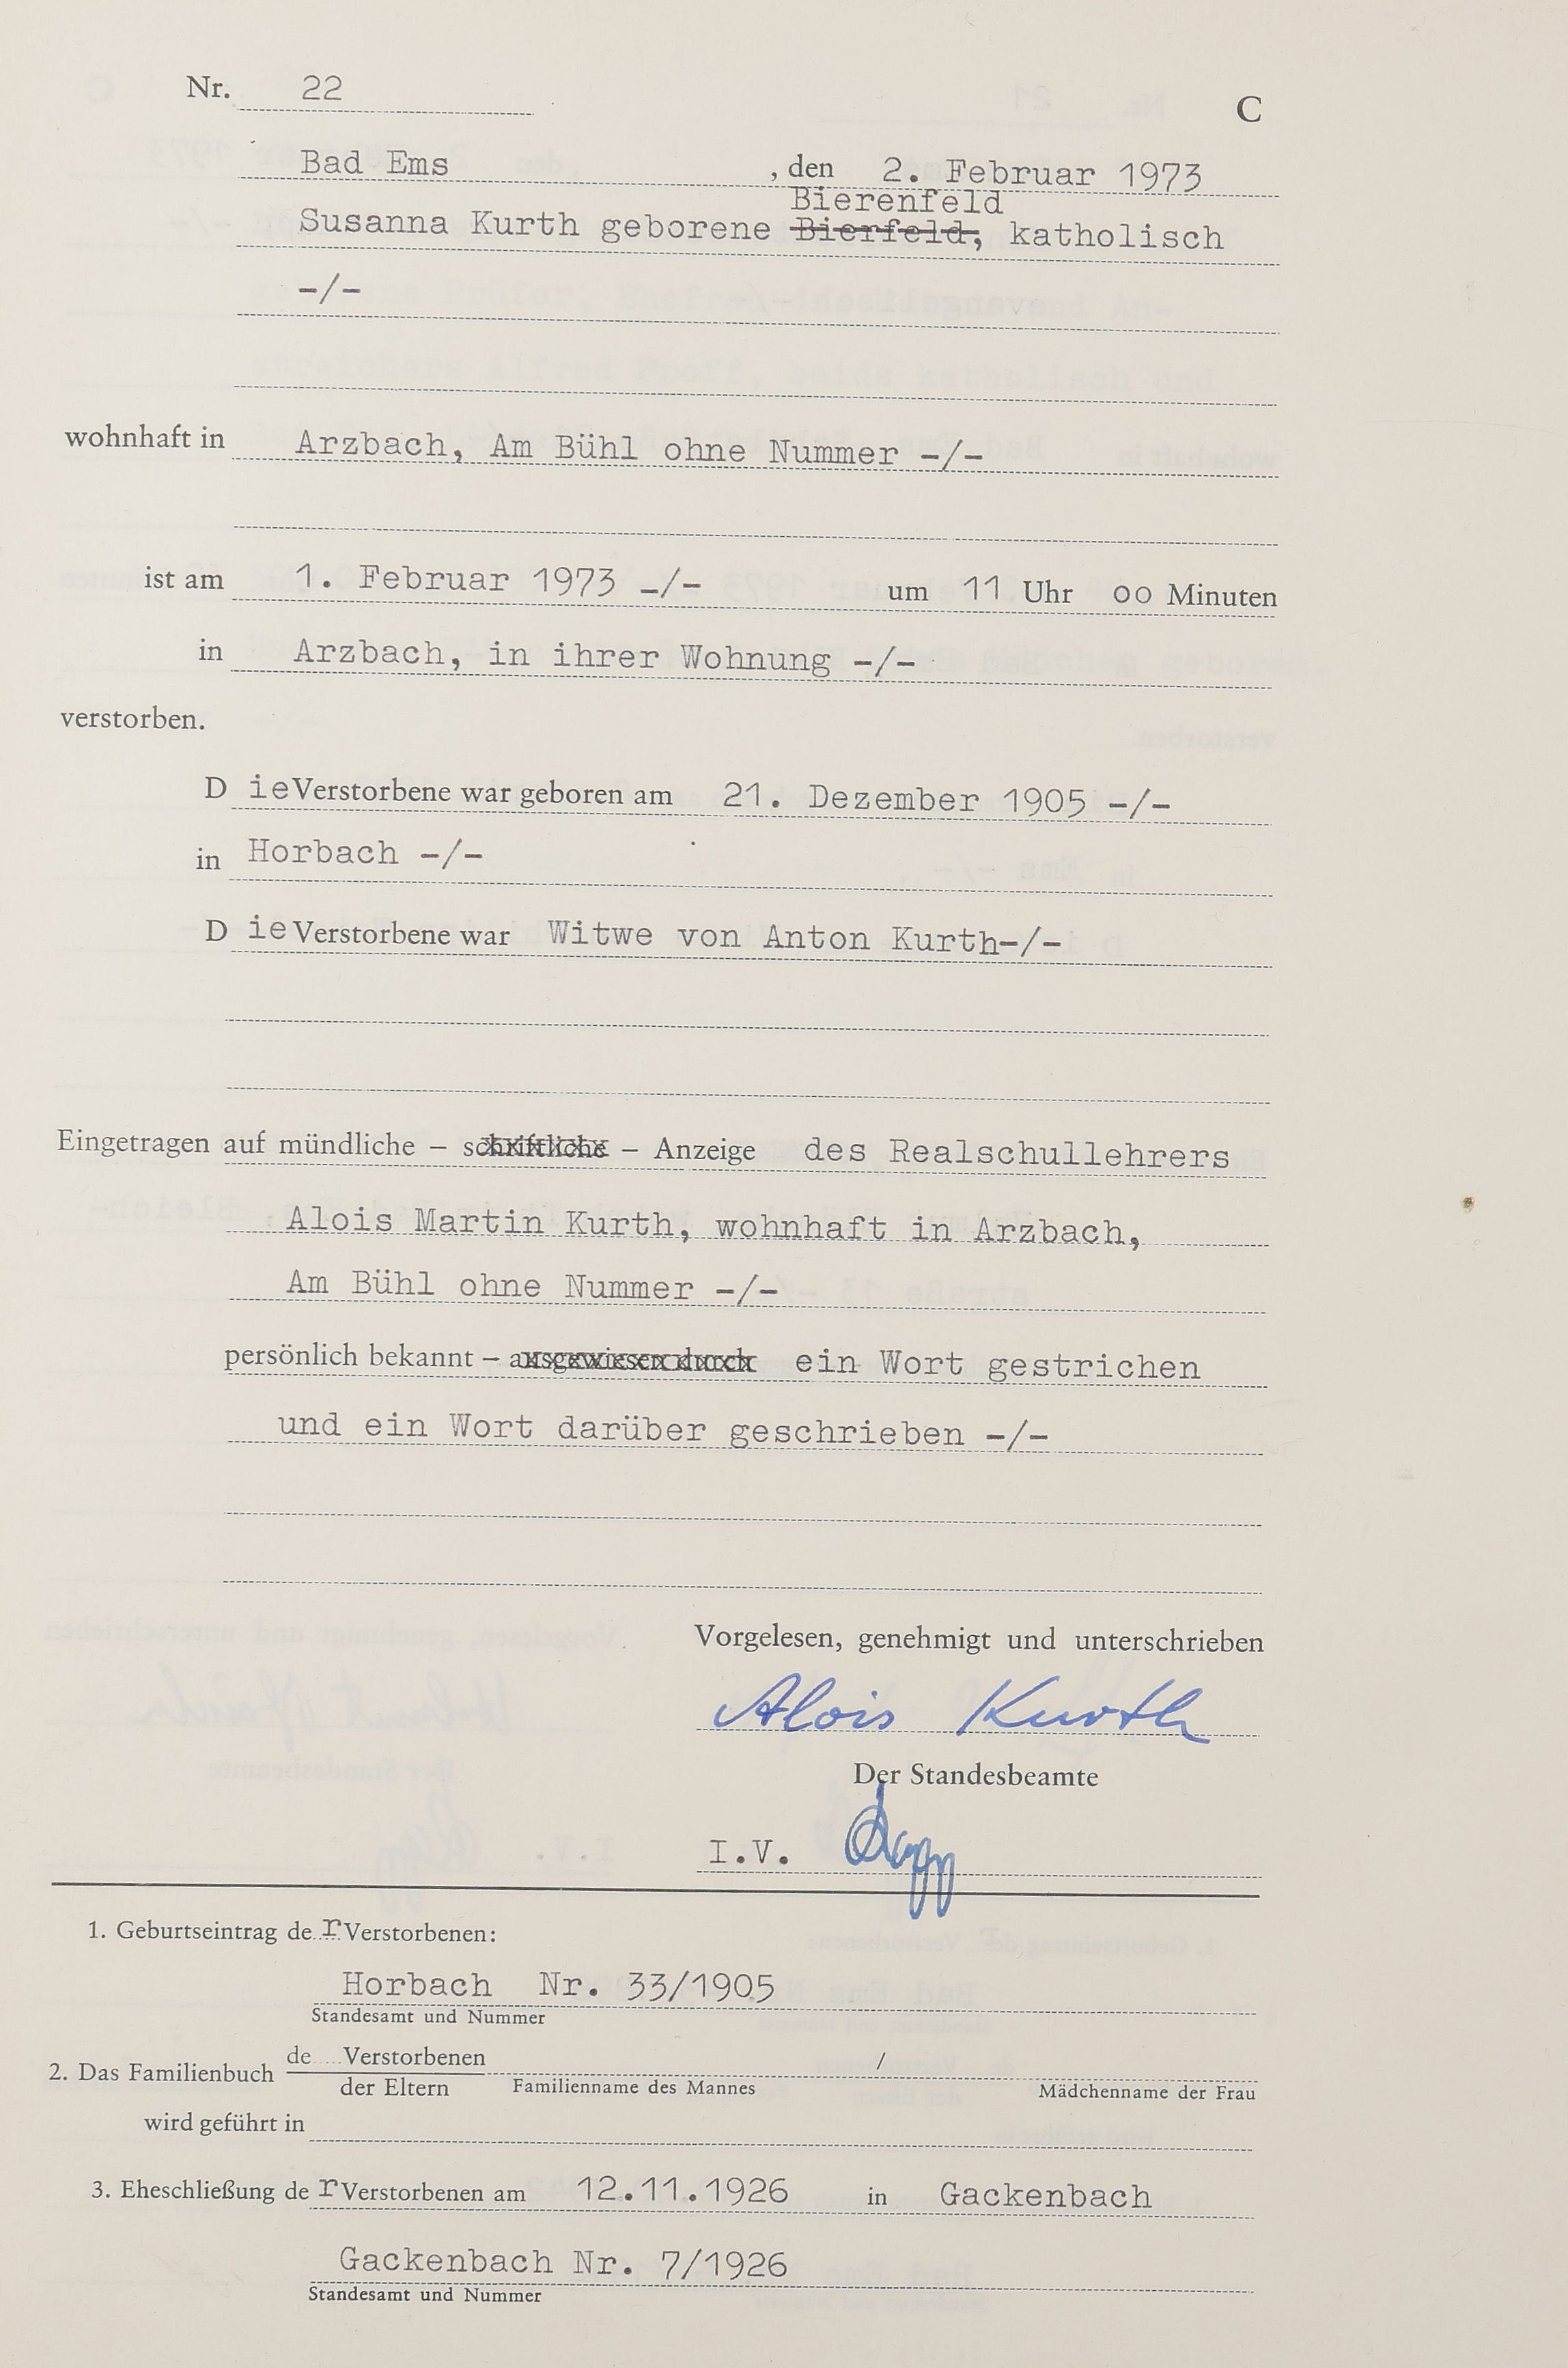 Nr. 22
C
Bad Ems , den 2. Februar 1973
Bierenfeld
Susanna Kurth geborene Bierfeld, katholisch
-/-
wohnhaft in Arzbach, Am Bühl ohne Nummer -/-
ist am 1. Februar 1973 -/- um 11 Uhr oo Minuten
in Arzbach, in ihrer Wohnung -/-
verstorben.
D ie Verstorbene war geboren am 21. Dezember 1905 -/-
in Horbach -/-
D ie Verstorbene war Witwe von Anton Kurth-/-
Eingetragen auf mündliche – schriftliche – Anzeige des Realschullehrers
Alois Martin Kurth, wohnhaft in Arzbach,
Am Bühl ohne Nummer -/-
persönlich bekannt – ausgewiesen durch ein Wort gestrichen
und ein Wort darüber geschrieben -/-
Vorgelesen, genehmigt und unterschrieben
Alois Kurth
Der Standesbeamte
I.V.
1. Geburtseintrag de r Verstorbenen:
Horbach Nr. 33/1905
Standesamt und Nummer
2. Das Familienbuch de Verstorbenen /
der Eltern Familienname des Mannes Mädchenname der Frau
wird geführt in
3. Eheschließung de r Verstorbenen am 12.11.1926 in Gackenbach
Gackenbach Nr. 7/1926
Standesamt und Nummer